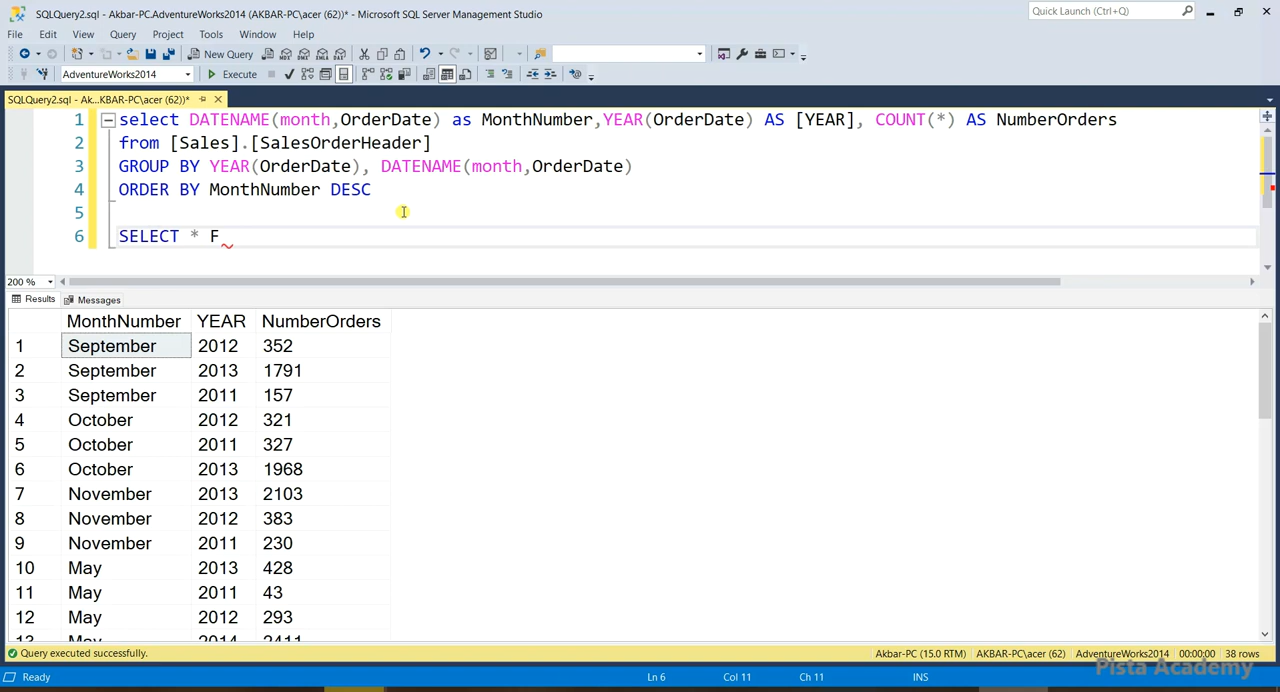 SQLQuery2.sql - Akbar-PC.AdventureWorks2014 (AKBAR-PC\acer (62))* - Microsoft SQL Server Management Studio
Quick Launch (Ctrl+Q)
File Edit View Query Project Tools Window Help
New Query
AdventureWorks2014 Execute
SQLQuery2.sql - Ak...KBAR-PC\acer (62))*
1 select DATENAME(month,OrderDate) as MonthNumber,YEAR(OrderDate) AS [YEAR], COUNT(*) AS NumberOrders
2 from [Sales].[SalesOrderHeader]
3 GROUP BY YEAR(OrderDate), DATENAME(month,OrderDate)
4 ORDER BY MonthNumber DESC
5
6 SELECT * F
200 %
Results Messages
MonthNumber YEAR NumberOrders
1 September 2012 352
2 September 2013 1791
3 September 2011 157
4 October 2012 321
5 October 2011 327
6 October 2013 1968
7 November 2013 2103
8 November 2012 383
9 November 2011 230
10 May 2013 428
11 May 2011 43
12 May 2012 293
13 May 2014 2411
Query executed successfully. Akbar-PC (15.0 RTM) AKBAR-PC\acer (62) AdventureWorks2014 00:00:00 38 rows
Pista Academy
Ready Ln 6 Col 11 Ch 11 INS